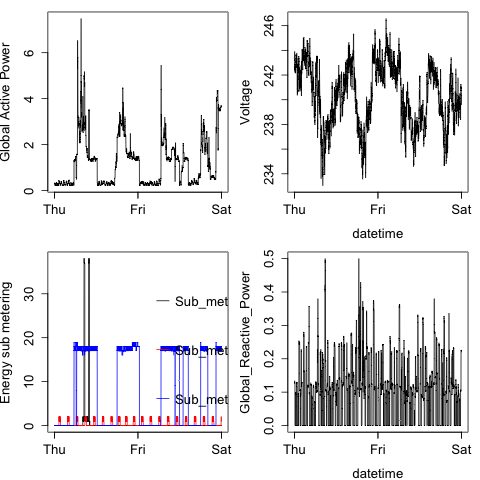 Global Active Power
0 2 4 6
Thu Fri Sat
Voltage
234 238 242 246
Thu Fri Sat
datetime
Energy sub metering
0 10 20 30
Sub_met
Sub_met
Sub_met
Thu Fri Sat
Global_Reactive_Power
0.0 0.1 0.2 0.3 0.4 0.5
Thu Fri Sat
datetime